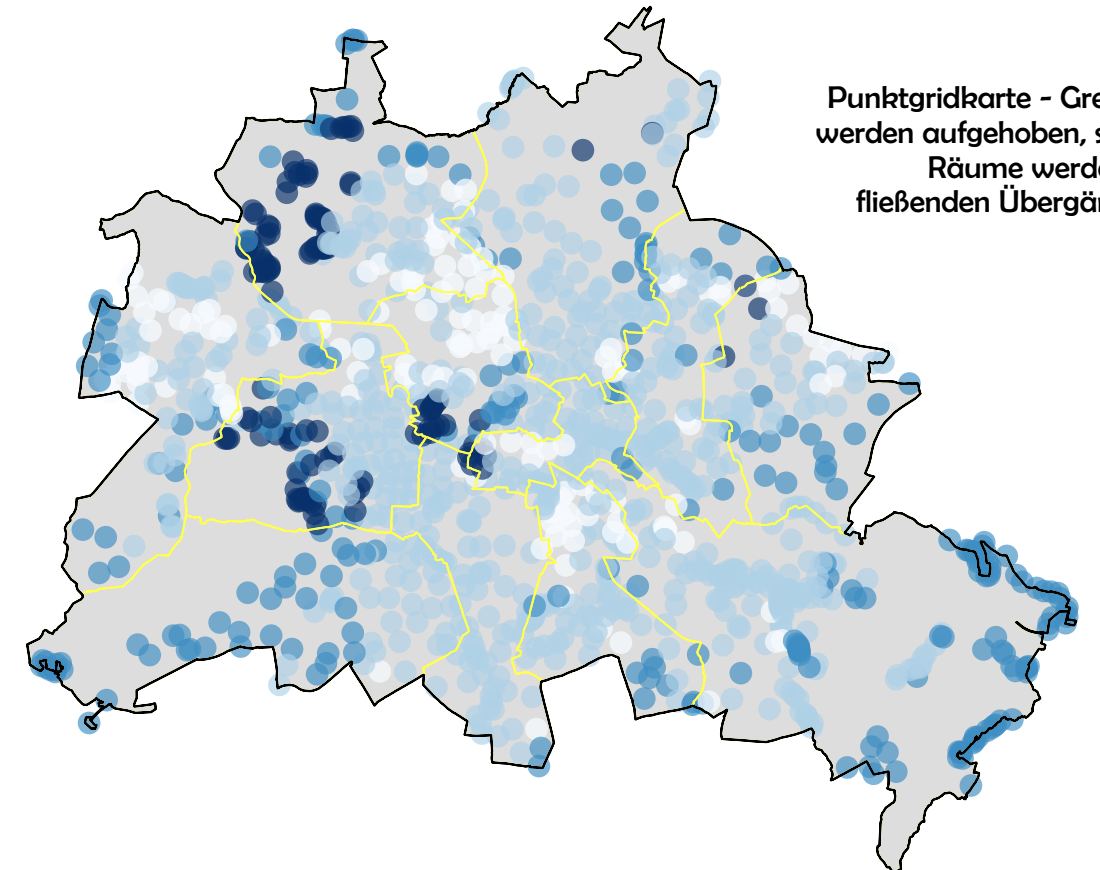 Punktgridkarte - Gre
werden aufgehoben, s
Räume werde
fließenden Übergän